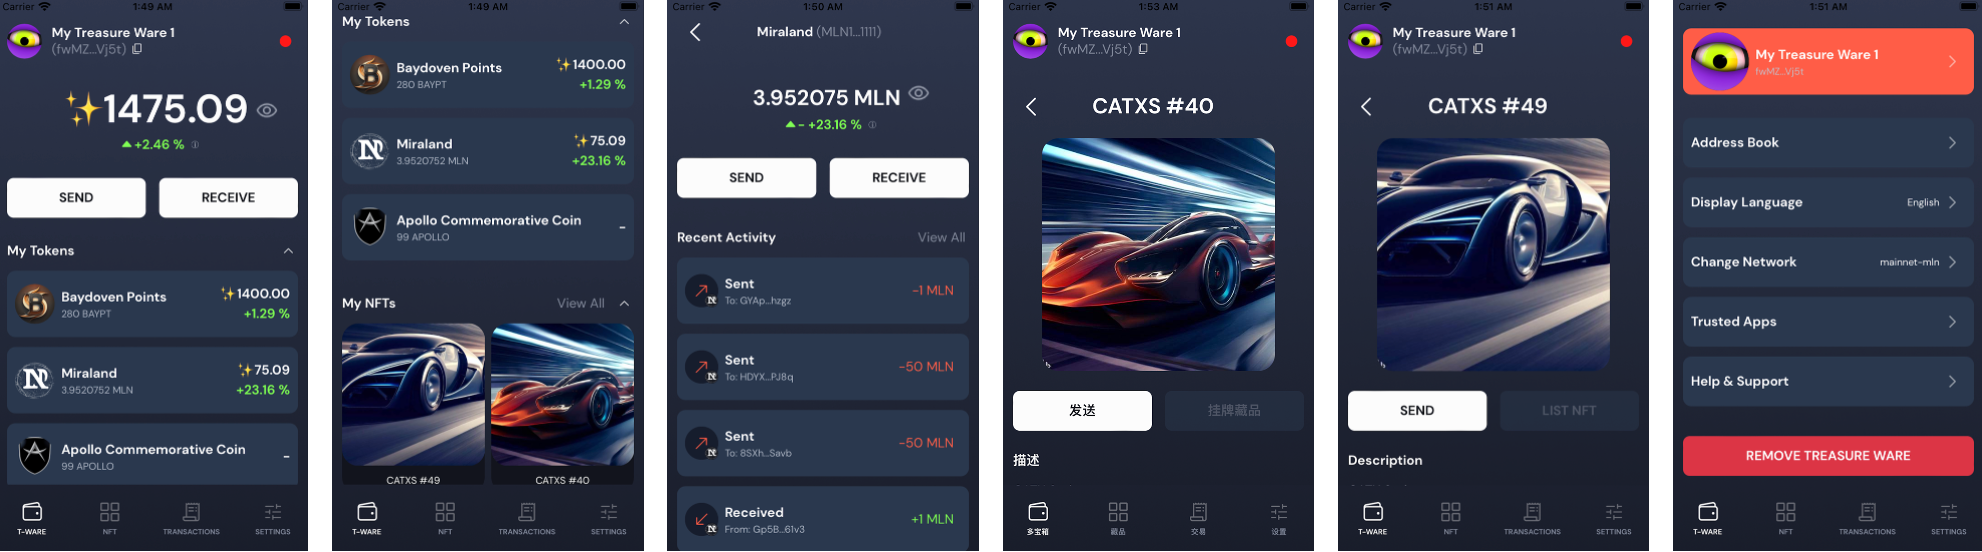 Carrier 1:49 AM
My Treasure Ware 1
(fwMZ...Vj5t)
✨1475.09
+2.46 %
SEND RECEIVE
My Tokens
Baydoven Points ✨1400.00
280 BAYPT +1.29 %
Miraland ✨75.09
3.9520752 MLN +23.16 %
Apollo Commemorative Coin -
99 APOLLO
T-WARE NFT TRANSACTIONS SETTINGS
Carrier 1:49 AM
My Tokens
Baydoven Points ✨1400.00
280 BAYPT +1.29 %
Miraland ✨75.09
3.9520752 MLN +23.16 %
Apollo Commemorative Coin -
99 APOLLO
My NFTs View All
CATXS #49 CATXS #40
T-WARE NFT TRANSACTIONS SETTINGS
Carrier 1:50 AM
Miraland (MLN1...1111)
3.952075 MLN
- +23.16 %
SEND RECEIVE
Recent Activity View All
Sent -1 MLN
To: GYAp...hzgz
Sent -50 MLN
To: HDYX...PJ8q
Sent -50 MLN
To: 8SXh...Savb
Received +1 MLN
From: Gp5B...61v3
Carrier 1:53 AM
My Treasure Ware 1
(fwMZ...Vj5t)
CATXS #40
发送 挂牌藏品
描述
多宝箱 藏品 交易 设置
Carrier 1:51 AM
My Treasure Ware 1
(fwMZ...Vj5t)
CATXS #49
SEND LIST NFT
Description
T-WARE NFT TRANSACTIONS SETTINGS
Carrier 1:51 AM
My Treasure Ware 1
fwMZ...Vj5t
Address Book
Display Language English
Change Network mainnet-mln
Trusted Apps
Help & Support
REMOVE TREASURE WARE
T-WARE NFT TRANSACTIONS SETTINGS